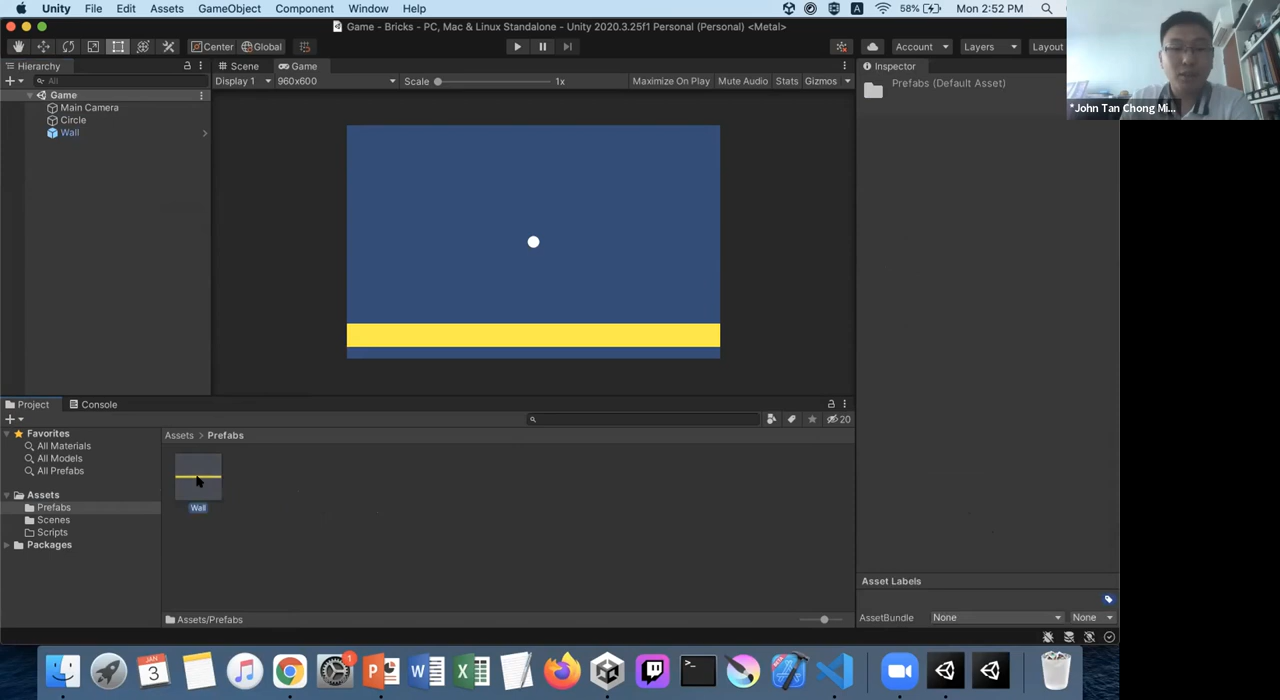 Unity File Edit Assets GameObject Component Window Help A 58% Mon 2:52 PM
Game - Bricks - PC, Mac & Linux Standalone - Unity 2020.3.25f1 Personal (Personal) <Metal>
Center Global Account Layers Layout
Hierarchy Scene Game Inspector
All Display 1 960x600 Scale 1x Maximize On Play Mute Audio Stats Gizmos Prefabs (Default Asset)
Game
Main Camera
Circle
Wall
*John Tan Chong Mi...
Project Console
20
Favorites
All Materials
All Models
All Prefabs
Assets
Prefabs
Scenes
Scripts
Packages
Assets > Prefabs
Wall
Assets/Prefabs
Asset Labels
AssetBundle None None
JAN
3
1
P W X